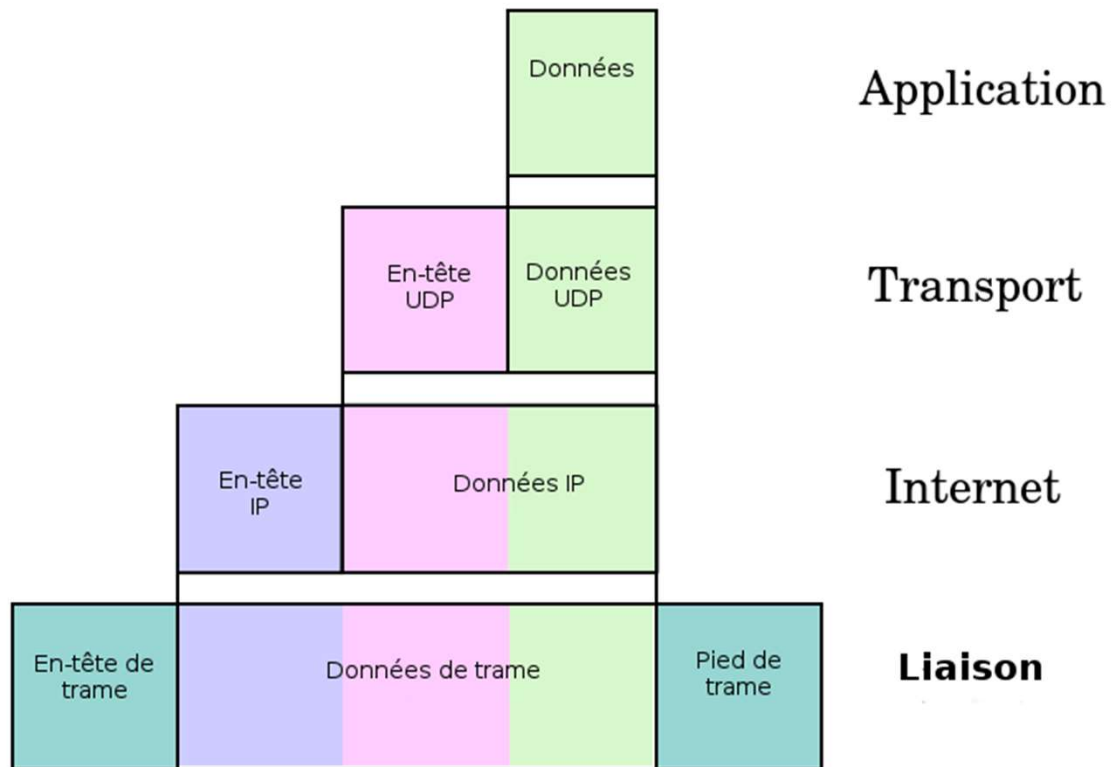 Données
Application
En-tête
UDP
Données
UDP
Transport
En-tête
IP
Données IP
Internet
En-tête de
trame
Données de trame
Pied de
trame
Liaison